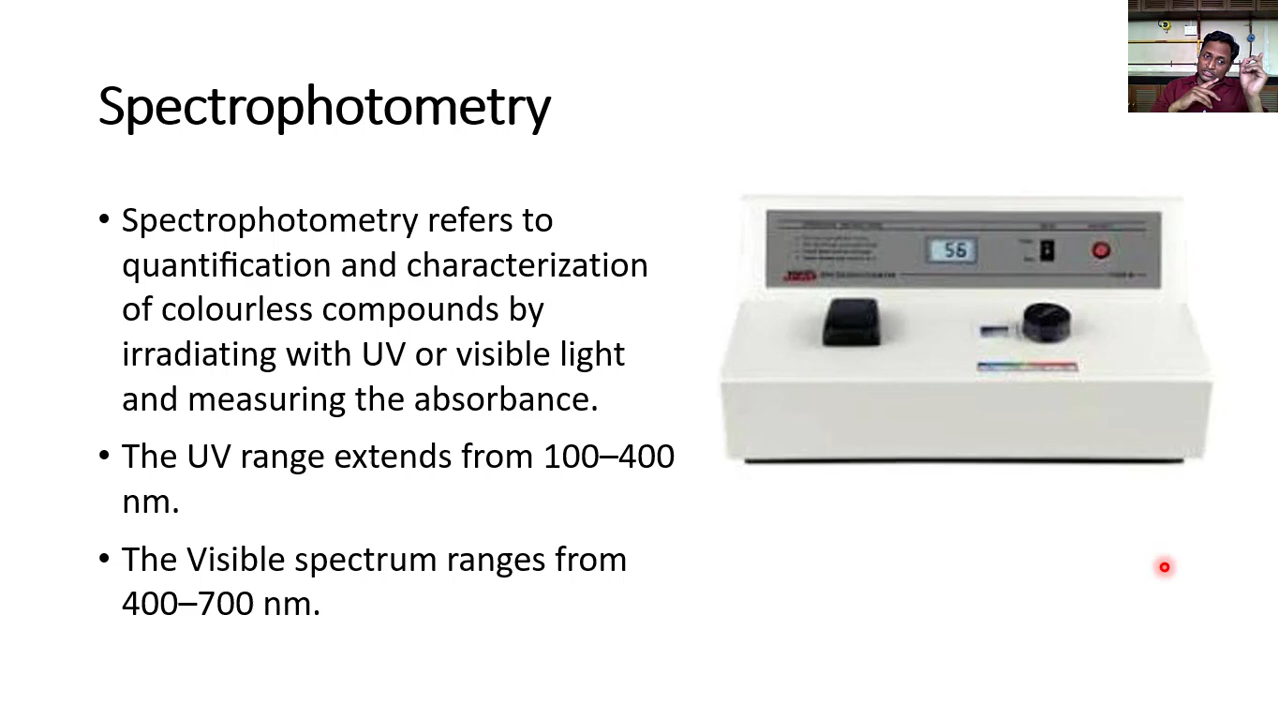 Spectrophotometry
• Spectrophotometry refers to
quantification and characterization
of colourless compounds by
irradiating with UV or visible light
and measuring the absorbance.
• The UV range extends from 100–400
nm.
• The Visible spectrum ranges from
400–700 nm.
56